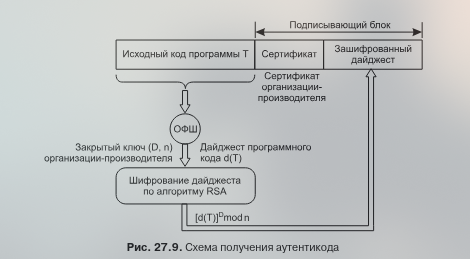 Подписывающий блок
Исходный код программы T
Сертификат
Зашифрованный
дайджест
Сертификат
организации-
производителя
ОФШ
Закрытый ключ (D, n)
организации-производителя
Дайджест программного
кода d(T)
Шифрование дайджеста
по алгоритму RSA
[d(T)]ᴰmod n
Рис. 27.9. Схема получения аутентикода